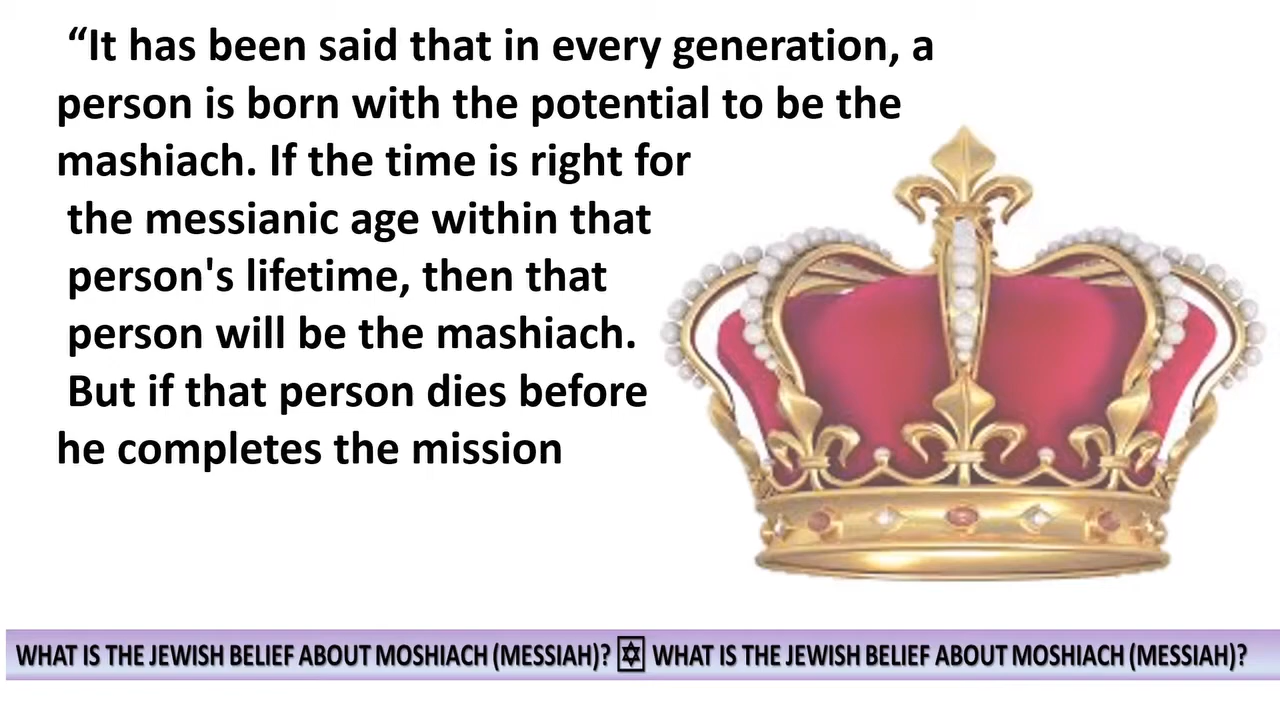 “It has been said that in every generation, a
person is born with the potential to be the
mashiach. If the time is right for
the messianic age within that
person's lifetime, then that
person will be the mashiach.
But if that person dies before
he completes the mission
WHAT IS THE JEWISH BELIEF ABOUT MOSHIACH (MESSIAH)? ✡ WHAT IS THE JEWISH BELIEF ABOUT MOSHIACH (MESSIAH)?